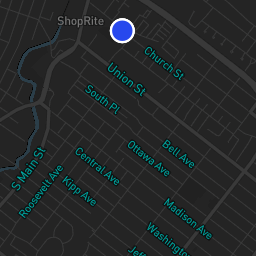 ShopRite
Church St
Union St
South Pl
Bell Ave
Ottawa Ave
S Main St
Central Ave
Roosevelt Ave
Kipp Ave
Madison Ave
Washington